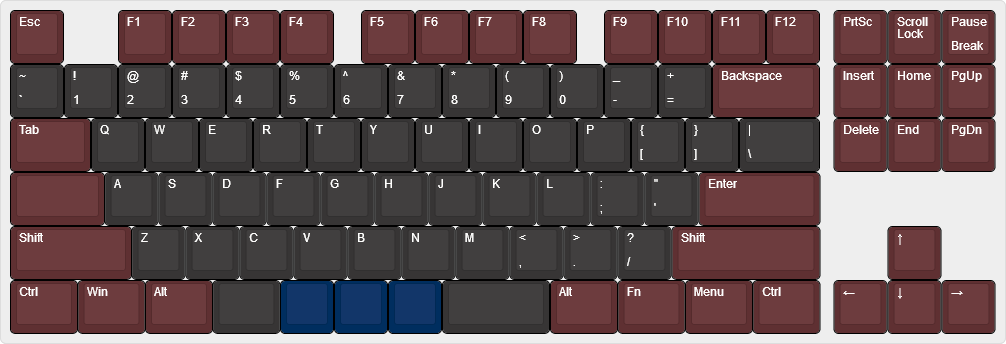 Esc F1 F2 F3 F4 F5 F6 F7 F8 F9 F10 F11 F12 PrtSc Scroll Lock Pause Break
~ ! @ # $ % ^ & * ( ) _ + Backspace Insert Home PgUp
` 1 2 3 4 5 6 7 8 9 0 - =
Tab Q W E R T Y U I O P { } | Delete End PgDn
[ ] \
A S D F G H J K L : " Enter
; '
Shift Z X C V B N M < > ? Shift ↑
, . /
Ctrl Win Alt Alt Fn Menu Ctrl ← ↓ →